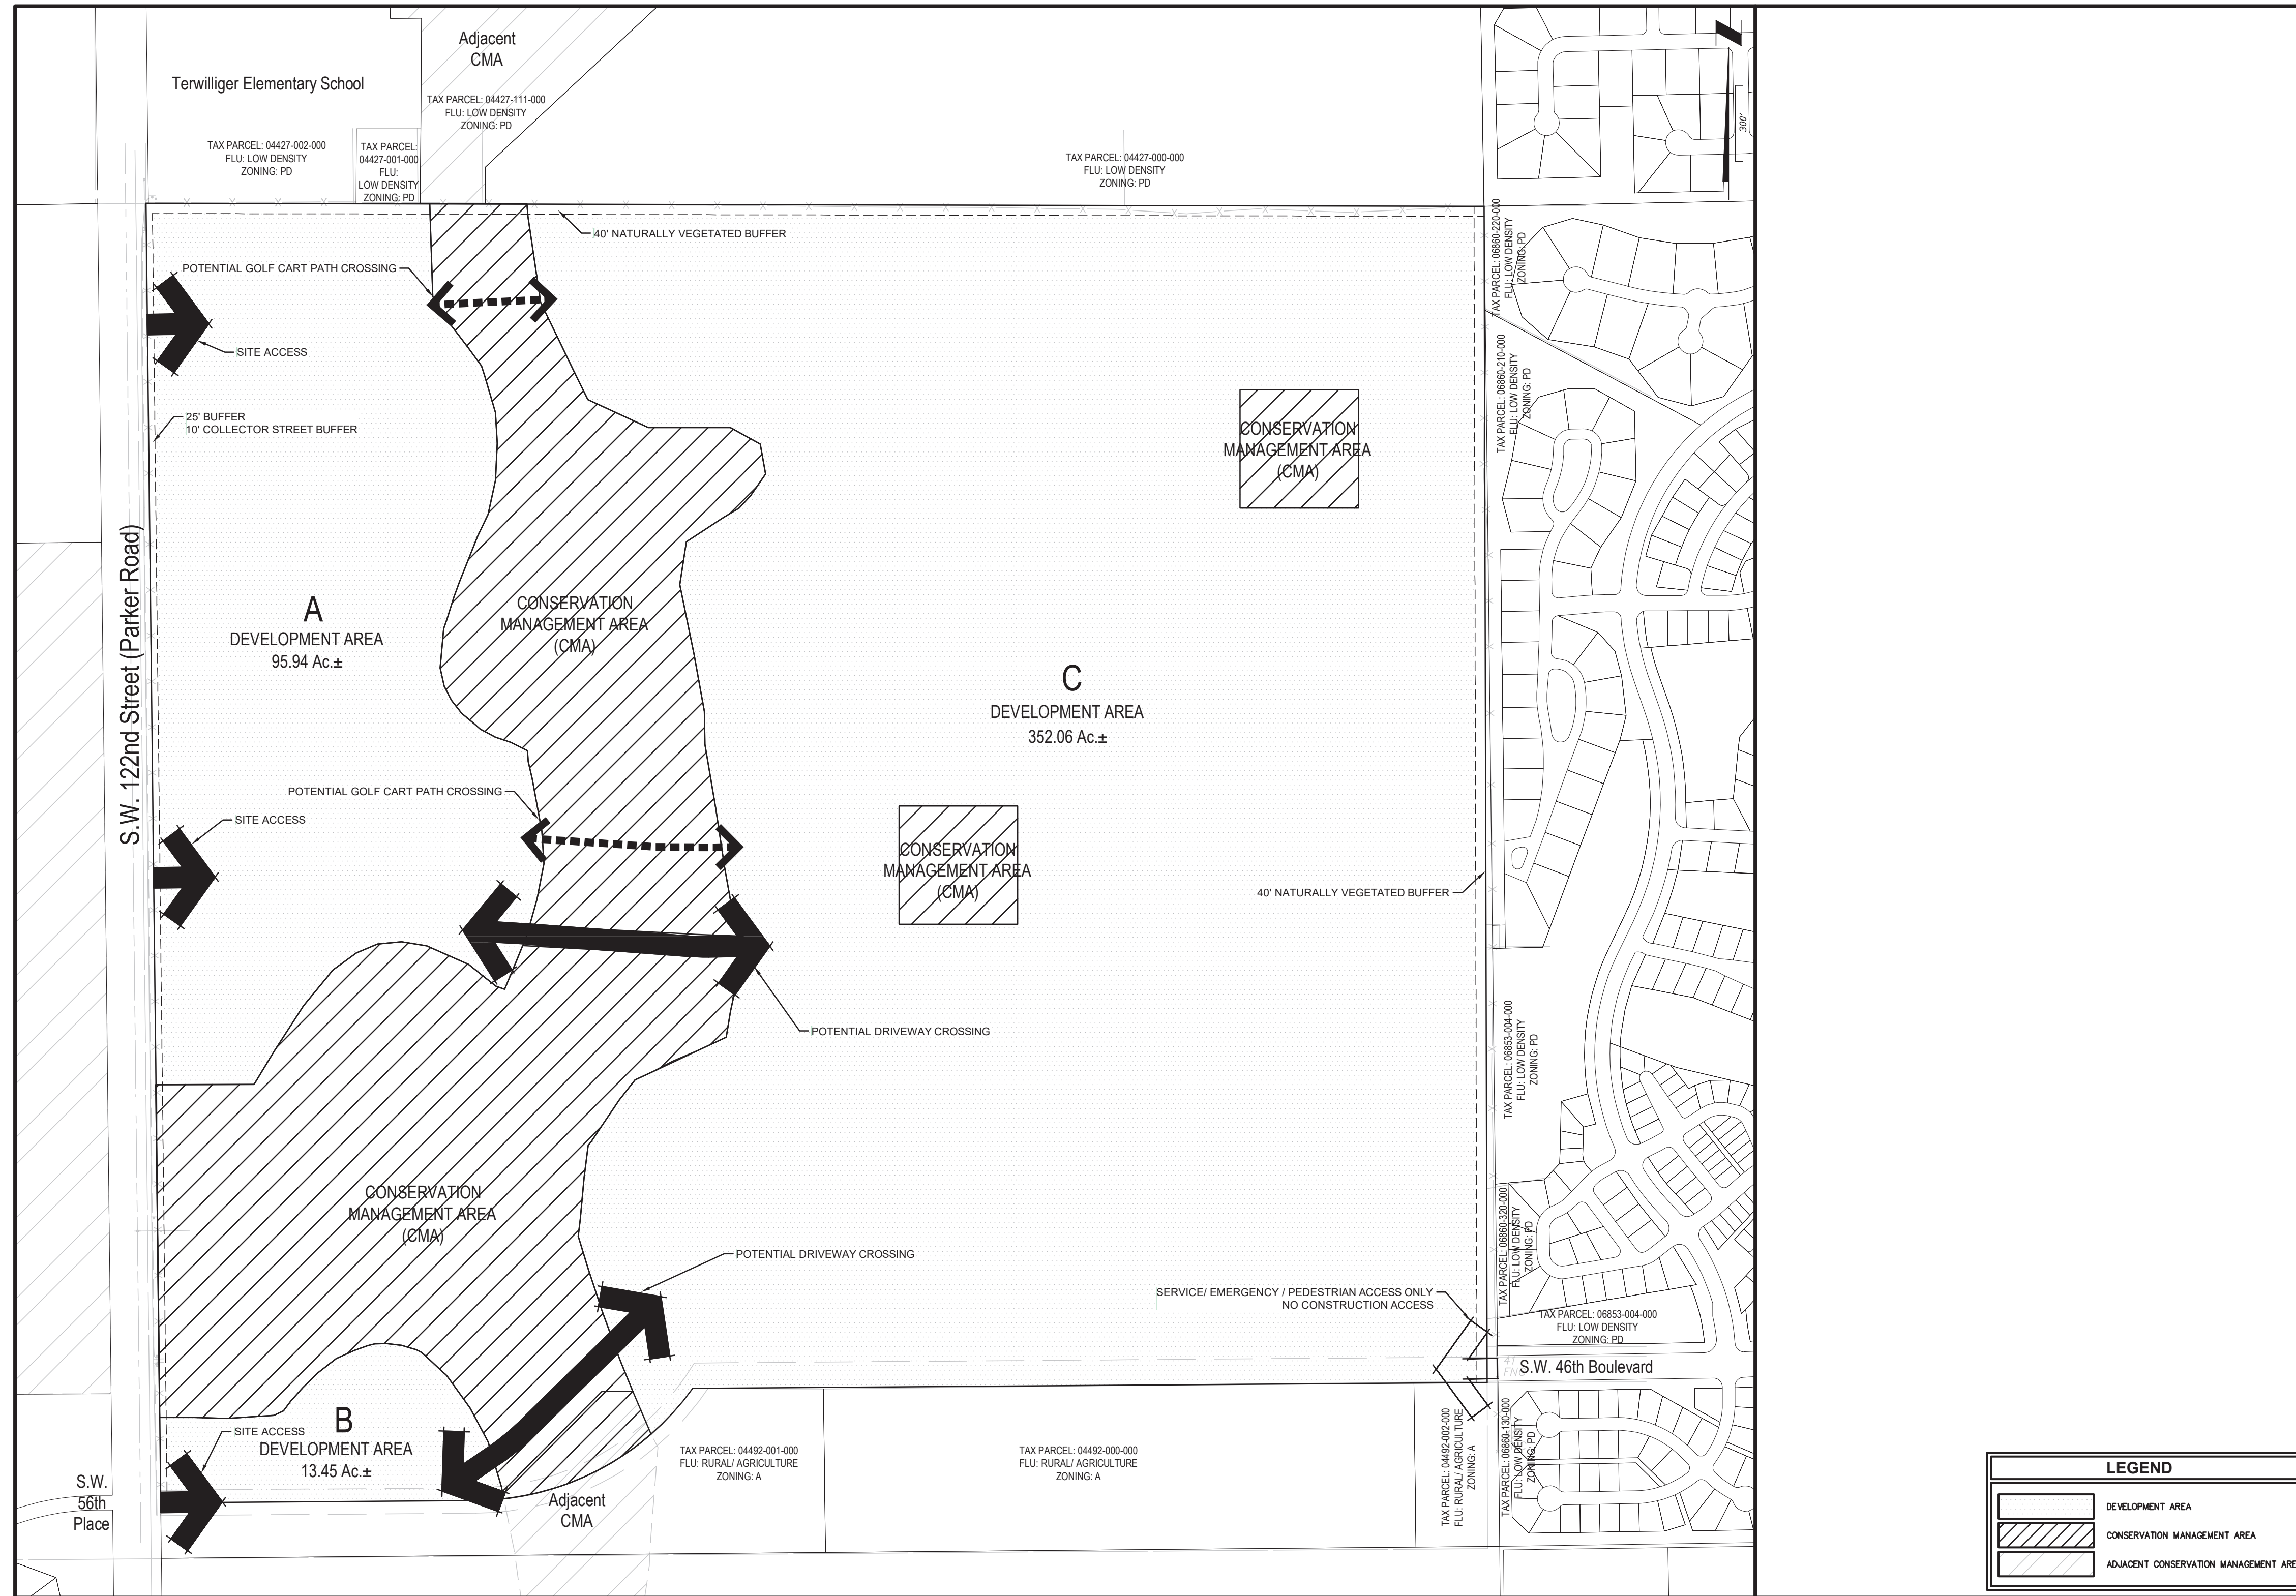 Adjacent
CMA
Terwilliger Elementary School
TAX PARCEL: 04427-111-000
FLU: LOW DENSITY
ZONING: PD
300'
TAX PARCEL: 04427-002-000
FLU: LOW DENSITY
ZONING: PD
TAX PARCEL:
04427-001-000
FLU:
LOW DENSITY
ZONING: PD
TAX PARCEL: 04427-000-000
FLU: LOW DENSITY
ZONING: PD
40' NATURALLY VEGETATED BUFFER
TAX PARCEL: 06860-220-000
FLU: LOW DENSITY
ZONING: PD
POTENTIAL GOLF CART PATH CROSSING
SITE ACCESS
TAX PARCEL: 06860-210-000
FLU: LOW DENSITY
ZONING: PD
25' BUFFER
10' COLLECTOR STREET BUFFER
CONSERVATION
MANAGEMENT AREA
(CMA)
S.W. 122nd Street (Parker Road)
A
DEVELOPMENT AREA
95.94 Ac.±
CONSERVATION
MANAGEMENT AREA
(CMA)
C
DEVELOPMENT AREA
352.06 Ac.±
POTENTIAL GOLF CART PATH CROSSING
SITE ACCESS
CONSERVATION
MANAGEMENT AREA
(CMA)
40' NATURALLY VEGETATED BUFFER
POTENTIAL DRIVEWAY CROSSING
TAX PARCEL: 06853-004-000
FLU: LOW DENSITY
ZONING: PD
CONSERVATION
MANAGEMENT AREA
(CMA)
TAX PARCEL: 06860-320-000
FLU: LOW DENSITY
ZONING: PD
POTENTIAL DRIVEWAY CROSSING
SERVICE/ EMERGENCY / PEDESTRIAN ACCESS ONLY
NO CONSTRUCTION ACCESS
TAX PARCEL: 06853-004-000
FLU: LOW DENSITY
ZONING: PD
S.W. 46th Boulevard
B
SITE ACCESS
DEVELOPMENT AREA
13.45 Ac.±
TAX PARCEL: 04492-001-000
FLU: RURAL/ AGRICULTURE
ZONING: A
TAX PARCEL: 04492-000-000
FLU: RURAL/ AGRICULTURE
ZONING: A
TAX PARCEL: 04492-002-000
FLU: RURAL/ AGRICULTURE
ZONING: A
TAX PARCEL: 06860-130-000
FLU: LOW DENSITY
ZONING: PD
S.W.
56th
Place
Adjacent
CMA
LEGEND
DEVELOPMENT AREA
CONSERVATION MANAGEMENT AREA
ADJACENT CONSERVATION MANAGEMENT ARE